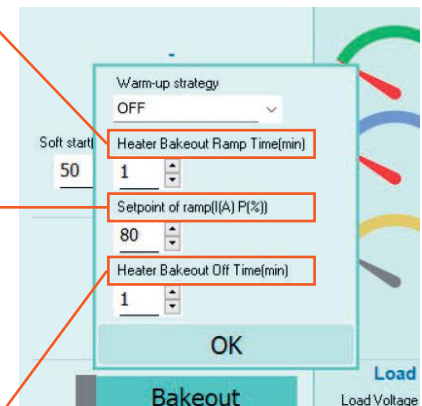 -
Warm-up strategy
OFF
Soft start
Heater Bakeout Ramp Time(min)
50
1
Setpoint of ramp(I(A) P(%))
80
Heater Bakeout Off Time(min)
1
OK
Load
Bakeout
Load Voltage